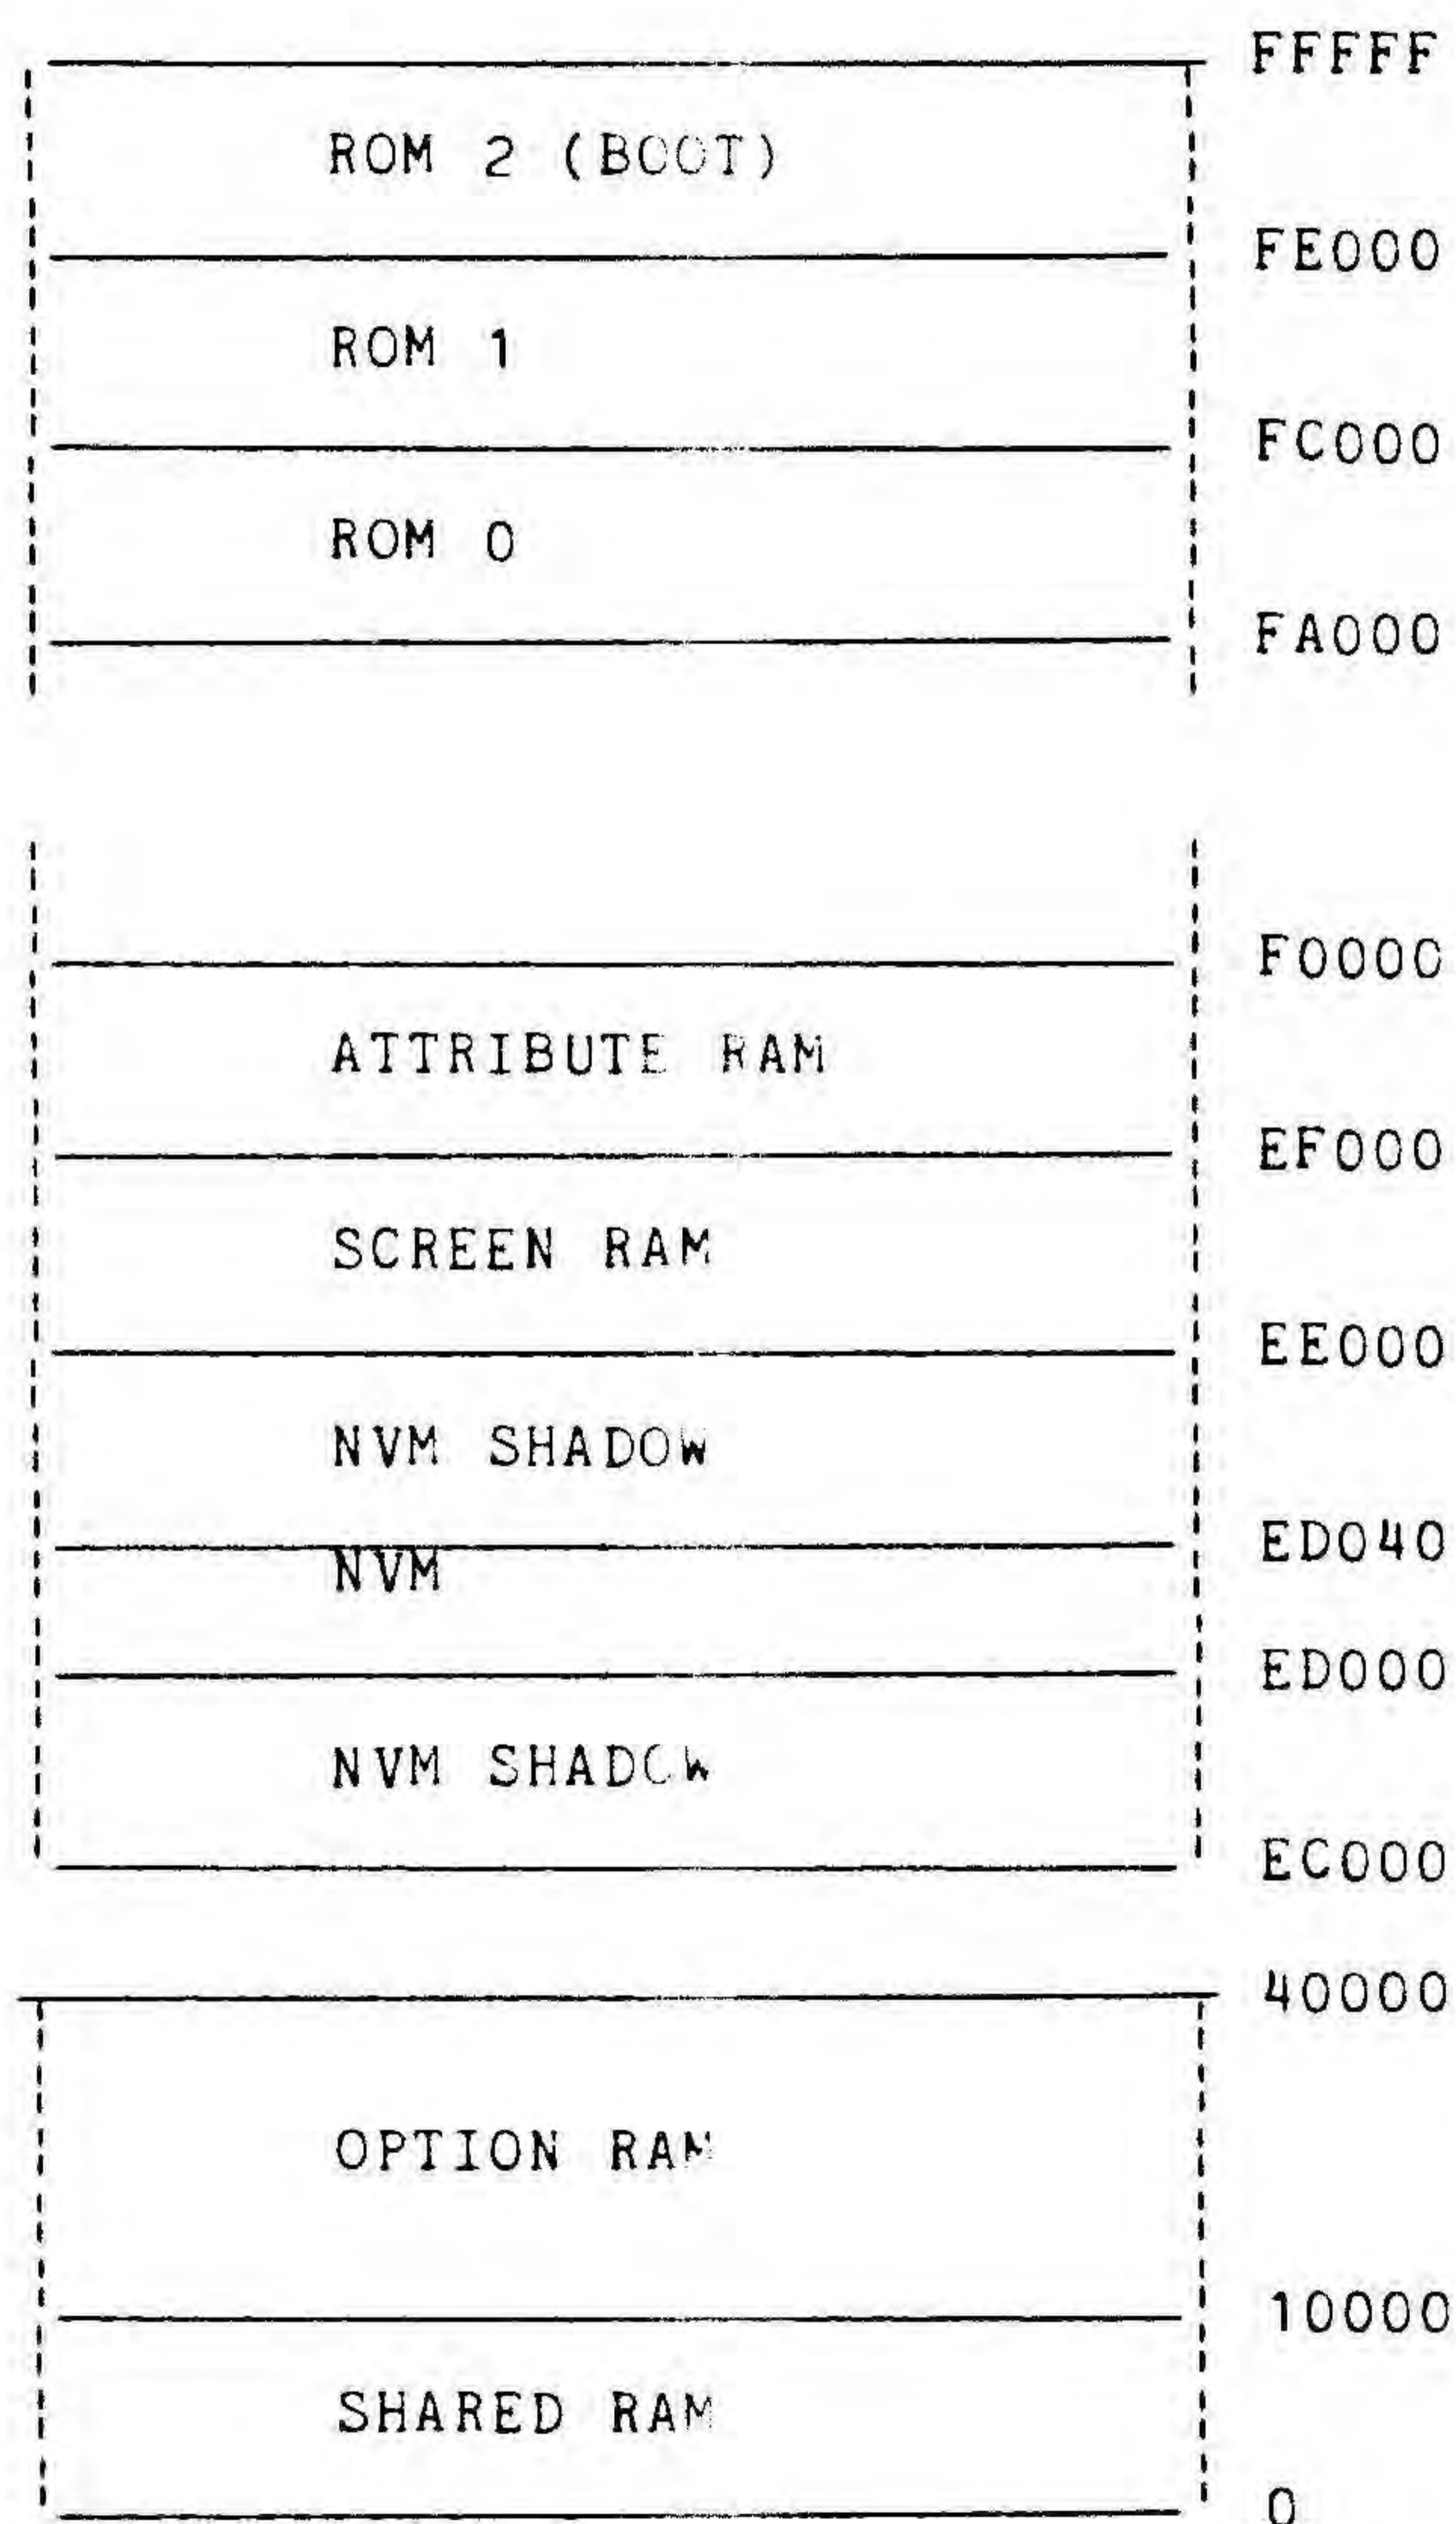 FFFFF
ROM 2 (BOOT)
FE000
ROM 1
FC000
ROM 0
FA000
F0000
ATTRIBUTE RAM
EF000
SCREEN RAM
EE000
NVM SHADOW
ED040
NVM
ED000
NVM SHADOW
EC000
40000
OPTION RAM
10000
SHARED RAM
0